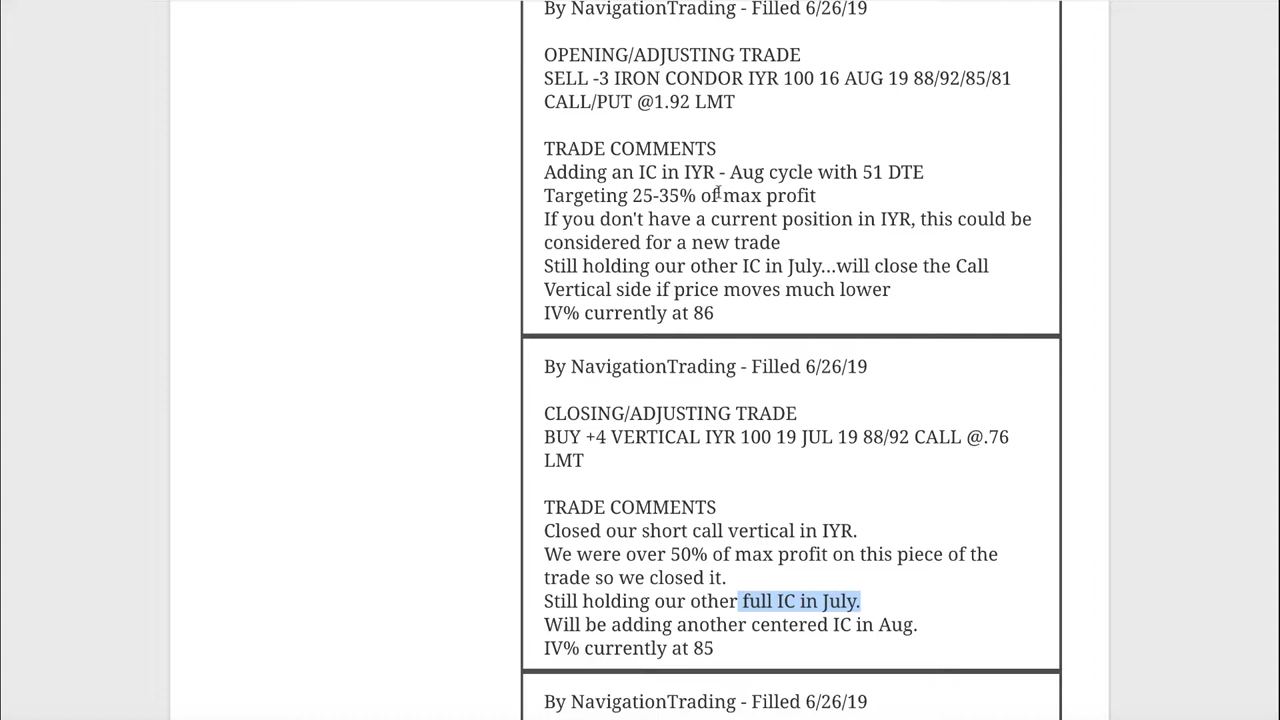 By NavigationTrading - Filled 6/26/19
OPENING/ADJUSTING TRADE
SELL -3 IRON CONDOR IYR 100 16 AUG 19 88/92/85/81
CALL/PUT @1.92 LMT
TRADE COMMENTS
Adding an IC in IYR - Aug cycle with 51 DTE
Targeting 25-35% of max profit
If you don't have a current position in IYR, this could be
considered for a new trade
Still holding our other IC in July...will close the Call
Vertical side if price moves much lower
IV% currently at 86
By NavigationTrading - Filled 6/26/19
CLOSING/ADJUSTING TRADE
BUY +4 VERTICAL IYR 100 19 JUL 19 88/92 CALL @.76
LMT
TRADE COMMENTS
Closed our short call vertical in IYR.
We were over 50% of max profit on this piece of the
trade so we closed it.
Still holding our other full IC in July.
Will be adding another centered IC in Aug.
IV% currently at 85
By NavigationTrading - Filled 6/26/19